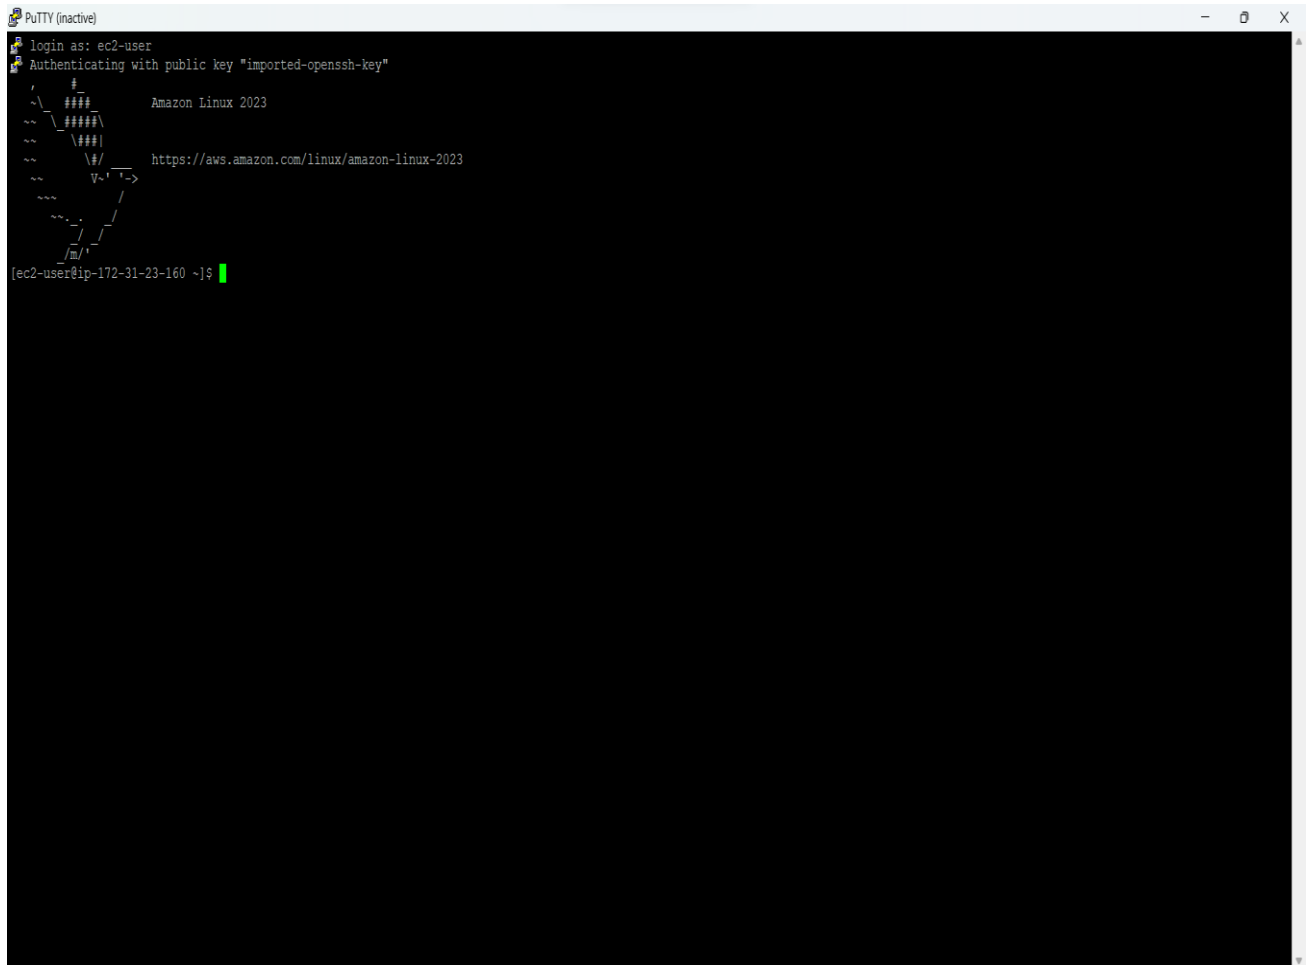 PuTTY (inactive)
login as: ec2-user
Authenticating with public key "imported-openssh-key"
   ,     #_
   ~\_  ####_        Amazon Linux 2023
  ~~  \_#####\
  ~~     \###|
  ~~       \#/ ___   https://aws.amazon.com/linux/amazon-linux-2023
   ~~       V~' '->
    ~~~         /
      ~~._.   _/
         _/ _/
       _/m/'
[ec2-user@ip-172-31-23-160 ~]$